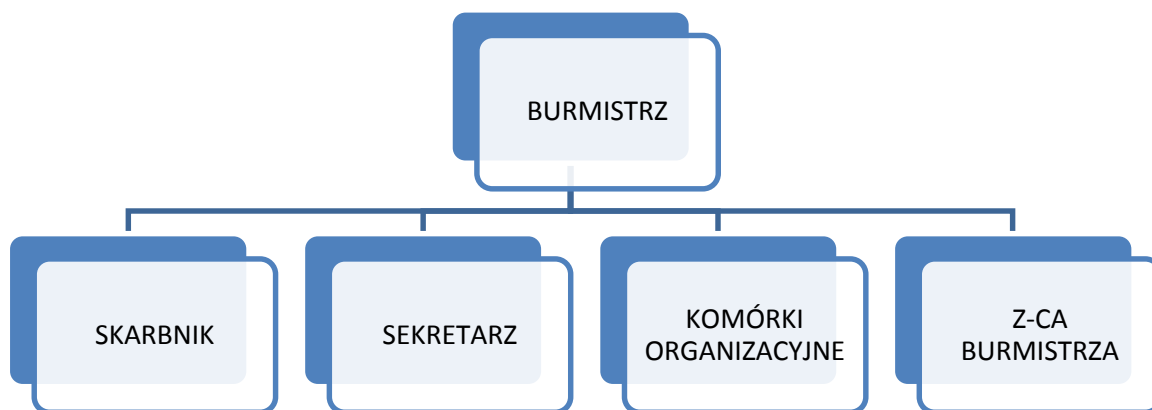 BURMISTRZ
SKARBNIK
SEKRETARZ
KOMÓRKI
ORGANIZACYJNE
Z-CA
BURMISTRZA